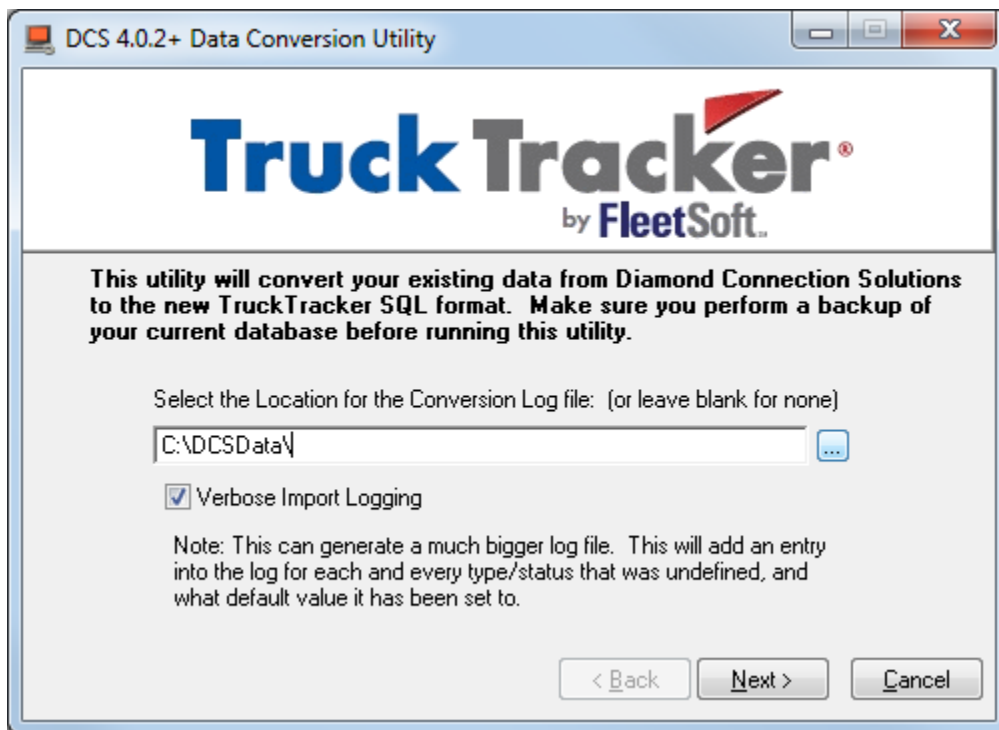 DCS 4.0.2+ Data Conversion Utility
TruckTracker®
by FleetSoft™
This utility will convert your existing data from Diamond Connection Solutions
to the new TruckTracker SQL format.  Make sure you perform a backup of
your current database before running this utility.
Select the Location for the Conversion Log file:  (or leave blank for none)
C:\DCSData\
...
Verbose Import Logging
Note: This can generate a much bigger log file.  This will add an entry
into the log for each and every type/status that was undefined, and
what default value it has been set to.
< Back Next > Cancel